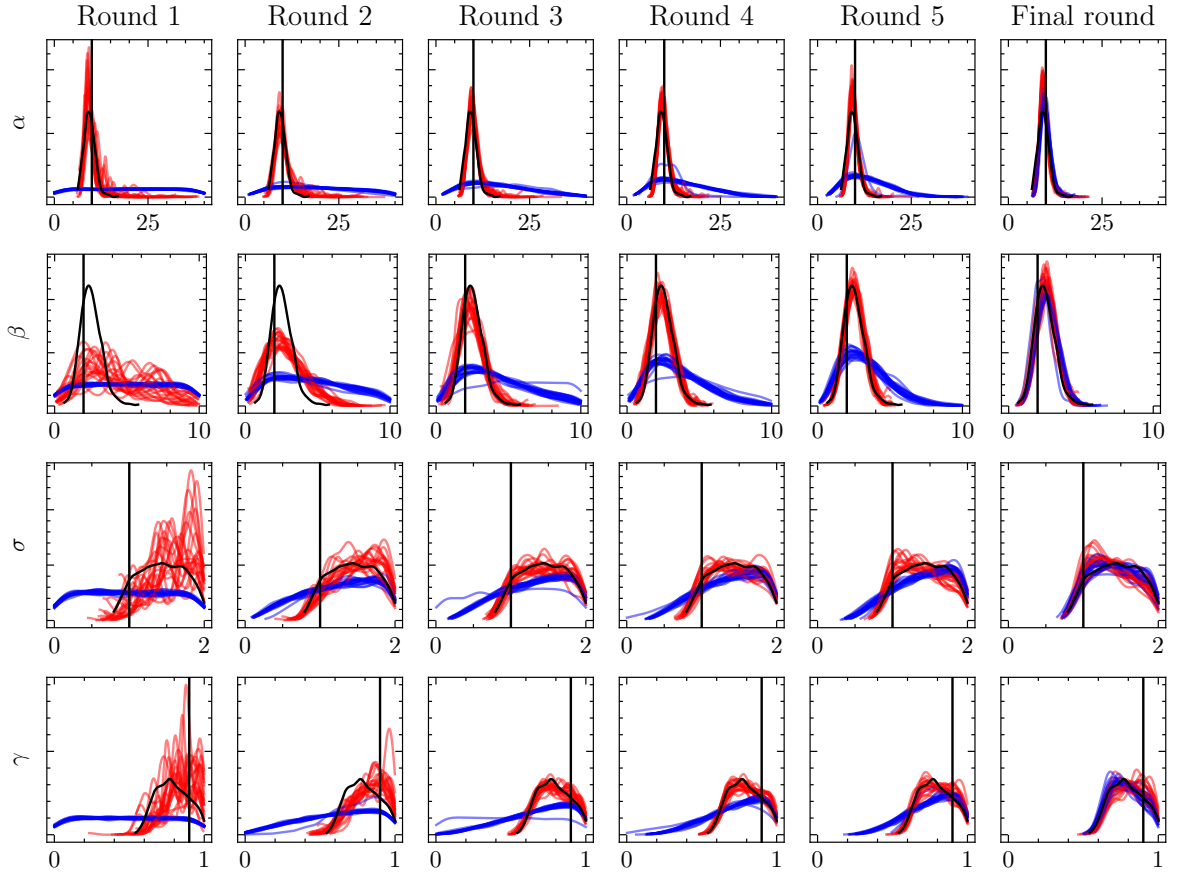 Round 1 Round 2 Round 3 Round 4 Round 5 Final round
α
0 25 0 25 0 25 0 25 0 25 0 25
β
0 10 0 10 0 10 0 10 0 10 0 10
σ
0 2 0 2 0 2 0 2 0 2 0 2
γ
0 1 0 1 0 1 0 1 0 1 0 1